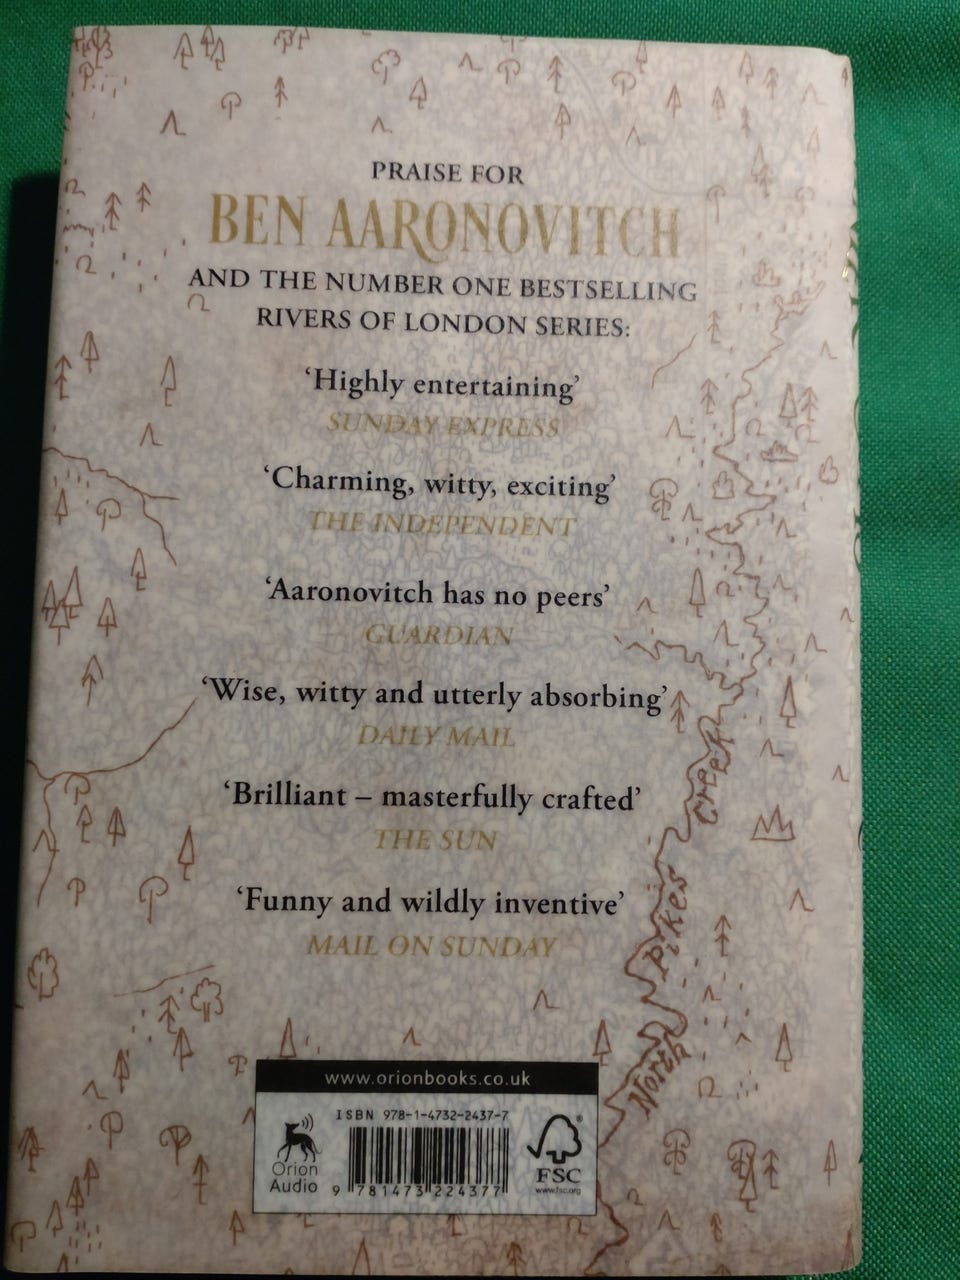 PRAISE FOR
BEN AARONOVITCH
AND THE NUMBER ONE BESTSELLING
RIVERS OF LONDON SERIES:
‘Highly entertaining’
SUNDAY EXPRESS
‘Charming, witty, exciting’
THE INDEPENDENT
‘Aaronovitch has no peers’
GUARDIAN
‘Wise, witty and utterly absorbing’
DAILY MAIL
‘Brilliant – masterfully crafted’
THE SUN
‘Funny and wildly inventive’
MAIL ON SUNDAY
North Pikes Creek
www.orionbooks.co.uk
ISBN 978-1-4732-2437-7
Orion
Audio
9 781473 224377
FSC
www.fsc.org